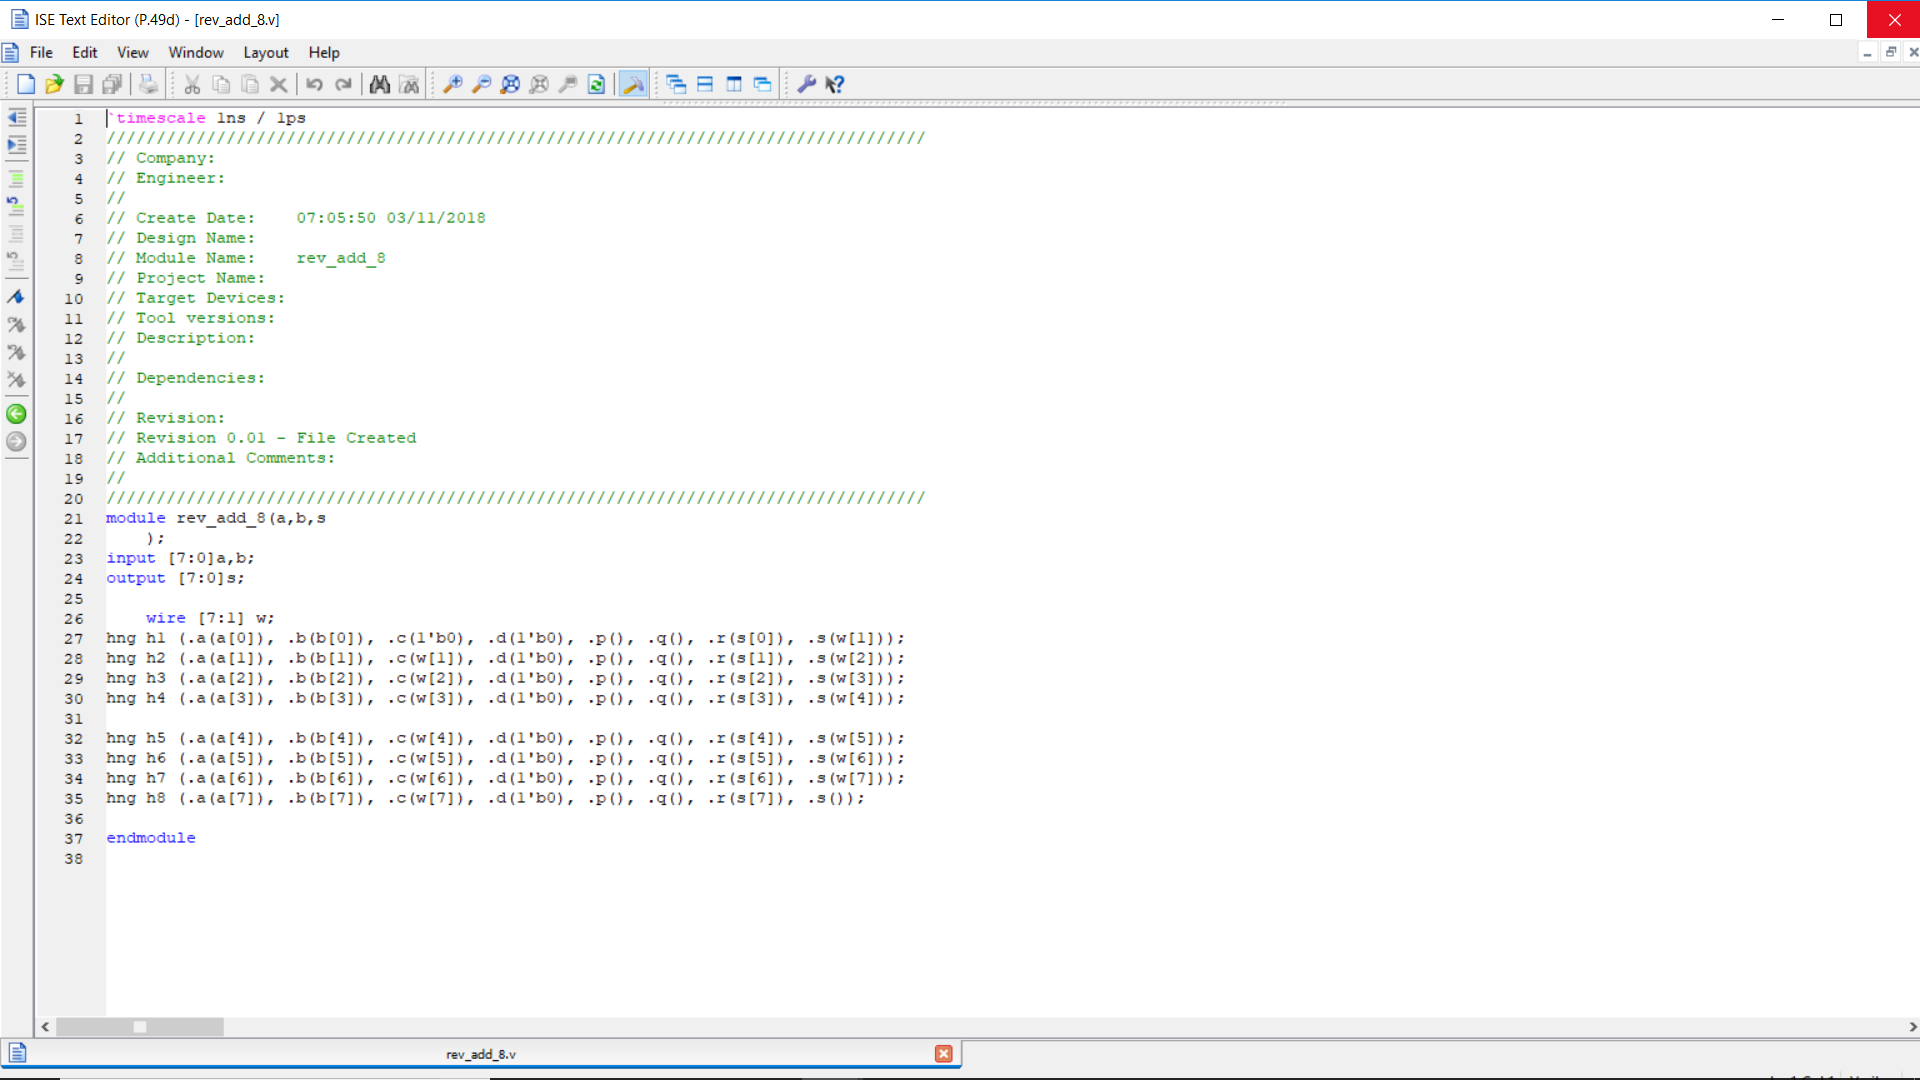 ISE Text Editor (P.49d) - [rev_add_8.v]
File Edit View Window Layout Help
1 `timescale 1ns / 1ps
2 //////////////////////////////////////////////////////////////////////////////////
3 // Company:
4 // Engineer:
5 //
6 // Create Date:    07:05:50 03/11/2018
7 // Design Name:
8 // Module Name:    rev_add_8
9 // Project Name:
10 // Target Devices:
11 // Tool versions:
12 // Description:
13 //
14 // Dependencies:
15 //
16 // Revision:
17 // Revision 0.01 - File Created
18 // Additional Comments:
19 //
20 //////////////////////////////////////////////////////////////////////////////////
21 module rev_add_8(a,b,s
22     );
23 input [7:0]a,b;
24 output [7:0]s;
25
26     wire [7:1] w;
27 hng h1 (.a(a[0]), .b(b[0]), .c(1'b0), .d(1'b0), .p(), .q(), .r(s[0]), .s(w[1]));
28 hng h2 (.a(a[1]), .b(b[1]), .c(w[1]), .d(1'b0), .p(), .q(), .r(s[1]), .s(w[2]));
29 hng h3 (.a(a[2]), .b(b[2]), .c(w[2]), .d(1'b0), .p(), .q(), .r(s[2]), .s(w[3]));
30 hng h4 (.a(a[3]), .b(b[3]), .c(w[3]), .d(1'b0), .p(), .q(), .r(s[3]), .s(w[4]));
31
32 hng h5 (.a(a[4]), .b(b[4]), .c(w[4]), .d(1'b0), .p(), .q(), .r(s[4]), .s(w[5]));
33 hng h6 (.a(a[5]), .b(b[5]), .c(w[5]), .d(1'b0), .p(), .q(), .r(s[5]), .s(w[6]));
34 hng h7 (.a(a[6]), .b(b[6]), .c(w[6]), .d(1'b0), .p(), .q(), .r(s[6]), .s(w[7]));
35 hng h8 (.a(a[7]), .b(b[7]), .c(w[7]), .d(1'b0), .p(), .q(), .r(s[7]), .s());
36
37 endmodule
38
rev_add_8.v